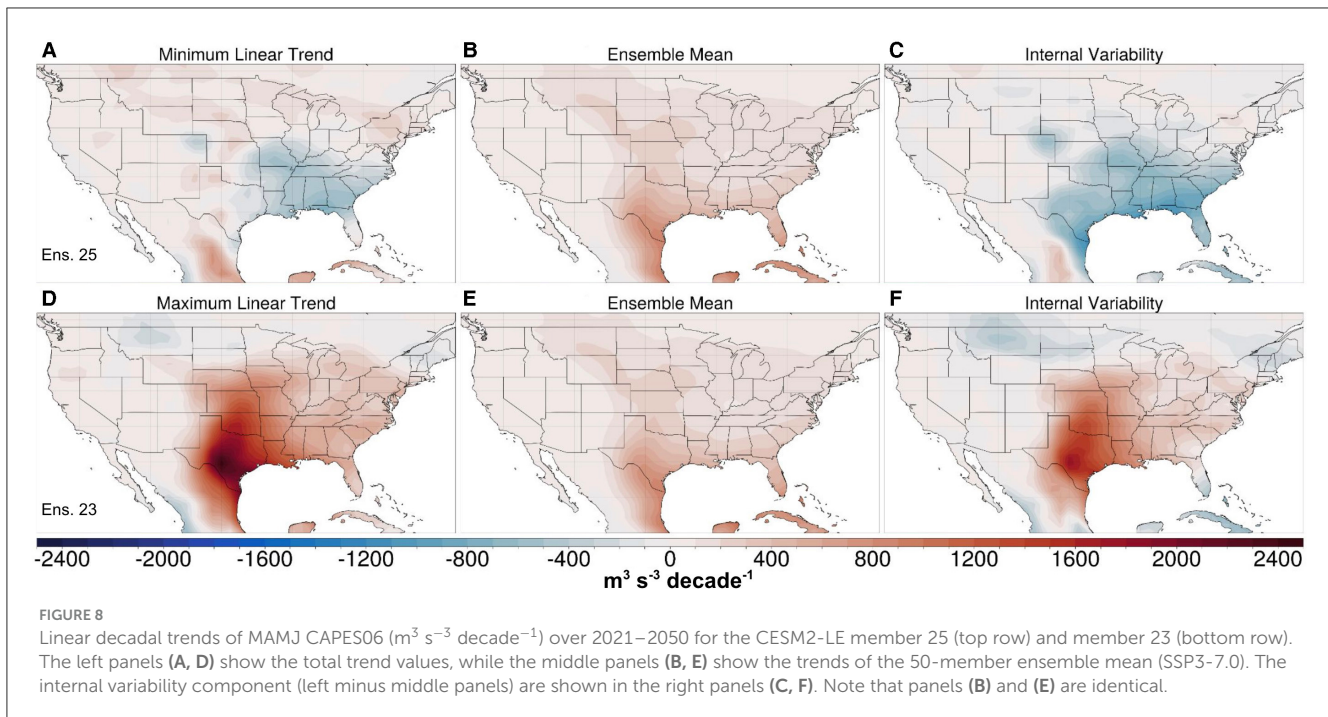 A
Minimum Linear Trend
B
Ensemble Mean
C
Internal Variability
Ens. 25
D
Maximum Linear Trend
E
Ensemble Mean
F
Internal Variability
Ens. 23
-2400 -2000 -1600 -1200 -800 -400 0 400 800 1200 1600 2000 2400
m³ s⁻³ decade⁻¹
FIGURE 8
Linear decadal trends of MAMJ CAPES06 (m³ s⁻³ decade⁻¹) over 2021–2050 for the CESM2-LE member 25 (top row) and member 23 (bottom row).
The left panels (A, D) show the total trend values, while the middle panels (B, E) show the trends of the 50-member ensemble mean (SSP3-7.0). The
internal variability component (left minus middle panels) are shown in the right panels (C, F). Note that panels (B) and (E) are identical.